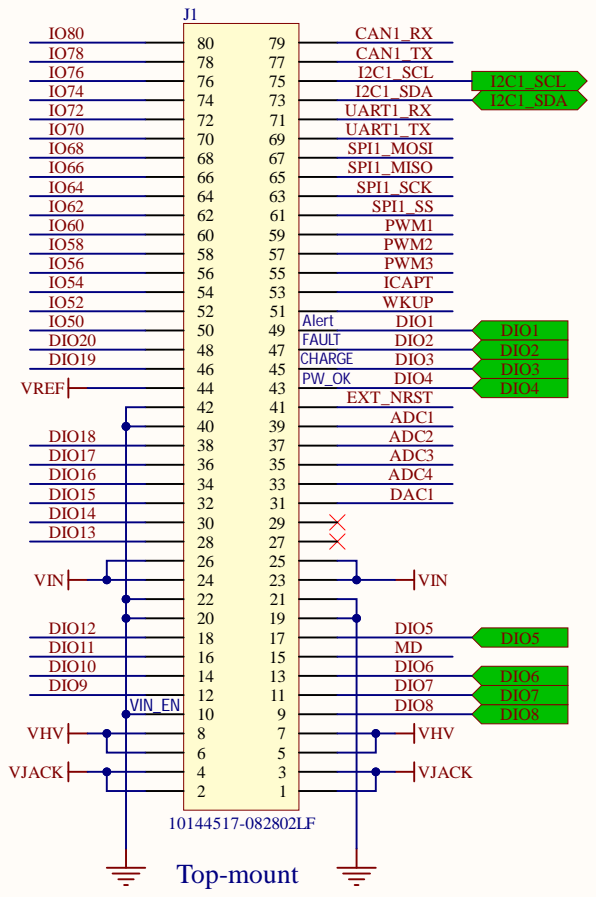 J1
IO80 80 79 CAN1_RX
IO78 78 77 CAN1_TX
IO76 76 75 I2C1_SCL I2C1_SCL
IO74 74 73 I2C1_SDA I2C1_SDA
IO72 72 71 UART1_RX
IO70 70 69 UART1_TX
IO68 68 67 SPI1_MOSI
IO66 66 65 SPI1_MISO
IO64 64 63 SPI1_SCK
IO62 62 61 SPI1_SS
IO60 60 59 PWM1
IO58 58 57 PWM2
IO56 56 55 PWM3
IO54 54 53 ICAPT
IO52 52 51 WKUP
IO50 50 49 Alert DIO1 DIO1
DIO20 48 47 FAULT DIO2 DIO2
DIO19 46 45 CHARGE DIO3 DIO3
VREF 44 43 PW_OK DIO4 DIO4
42 41 EXT_NRST
40 39 ADC1
DIO18 38 37 ADC2
DIO17 36 35 ADC3
DIO16 34 33 ADC4
DIO15 32 31 DAC1
DIO14 30 29
DIO13 28 27
26 25
VIN 24 23 VIN
22 21
20 19
DIO12 18 17 DIO5 DIO5
DIO11 16 15 MD
DIO10 14 13 DIO6 DIO6
DIO9 12 11 DIO7 DIO7
VIN_EN 10 9 DIO8 DIO8
VHV 8 7 VHV
6 5
VJACK 4 3 VJACK
2 1
10144517-082802LF
Top-mount